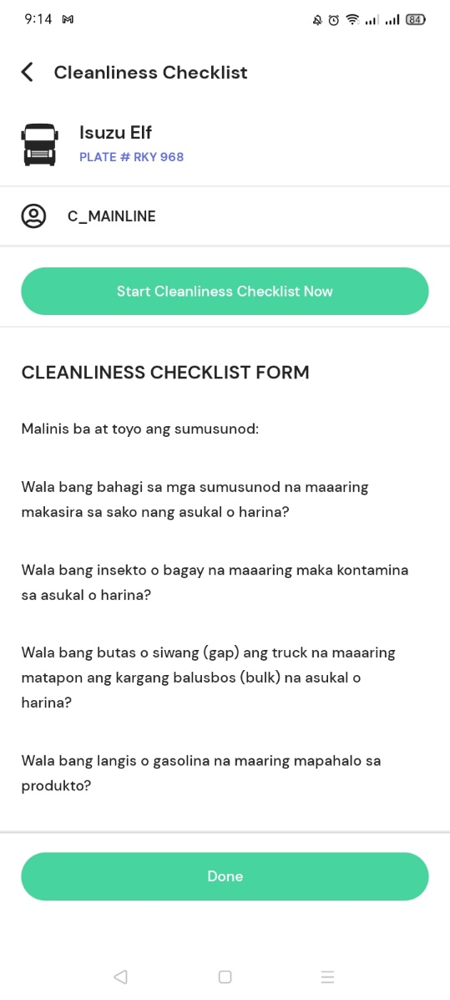 9:14
84
Cleanliness Checklist
Isuzu Elf
PLATE # RKY 968
C_MAINLINE
Start Cleanliness Checklist Now
CLEANLINESS CHECKLIST FORM
Malinis ba at toyo ang sumusunod:
Wala bang bahagi sa mga sumusunod na maaaring
makasira sa sako nang asukal o harina?
Wala bang insekto o bagay na maaaring maka kontamina
sa asukal o harina?
Wala bang butas o siwang (gap) ang truck na maaaring
matapon ang kargang balusbos (bulk) na asukal o
harina?
Wala bang langis o gasolina na maaring mapahalo sa
produkto?
Done